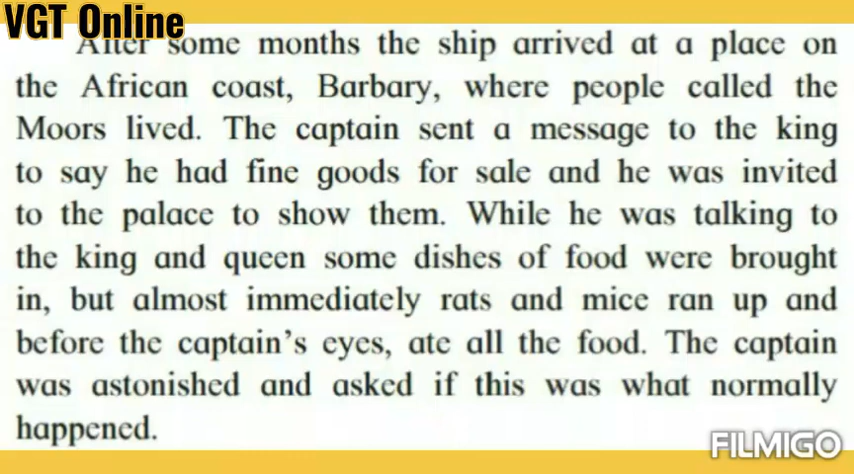 VGT Online
After some months the ship arrived at a place on
the African coast, Barbary, where people called the
Moors lived. The captain sent a message to the king
to say he had fine goods for sale and he was invited
to the palace to show them. While he was talking to
the king and queen some dishes of food were brought
in, but almost immediately rats and mice ran up and
before the captain's eyes, ate all the food. The captain
was astonished and asked if this was what normally
happened.
FILMIGO